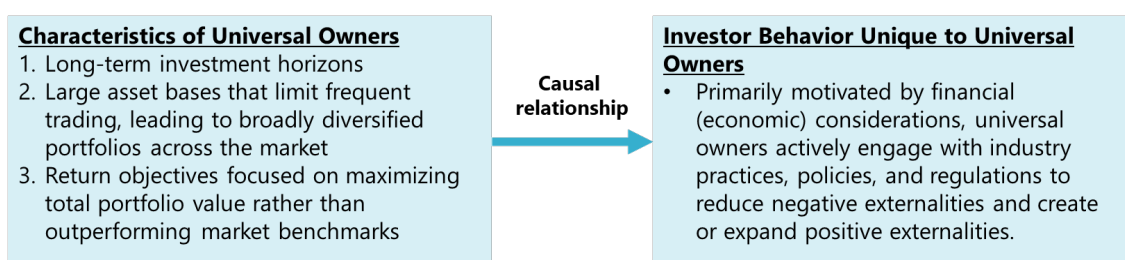 Characteristics of Universal Owners
1. Long-term investment horizons
2. Large asset bases that limit frequent
trading, leading to broadly diversified
portfolios across the market
3. Return objectives focused on maximizing
total portfolio value rather than
outperforming market benchmarks
Causal
relationship
Investor Behavior Unique to Universal
Owners
• Primarily motivated by financial
(economic) considerations, universal
owners actively engage with industry
practices, policies, and regulations to
reduce negative externalities and create
or expand positive externalities.